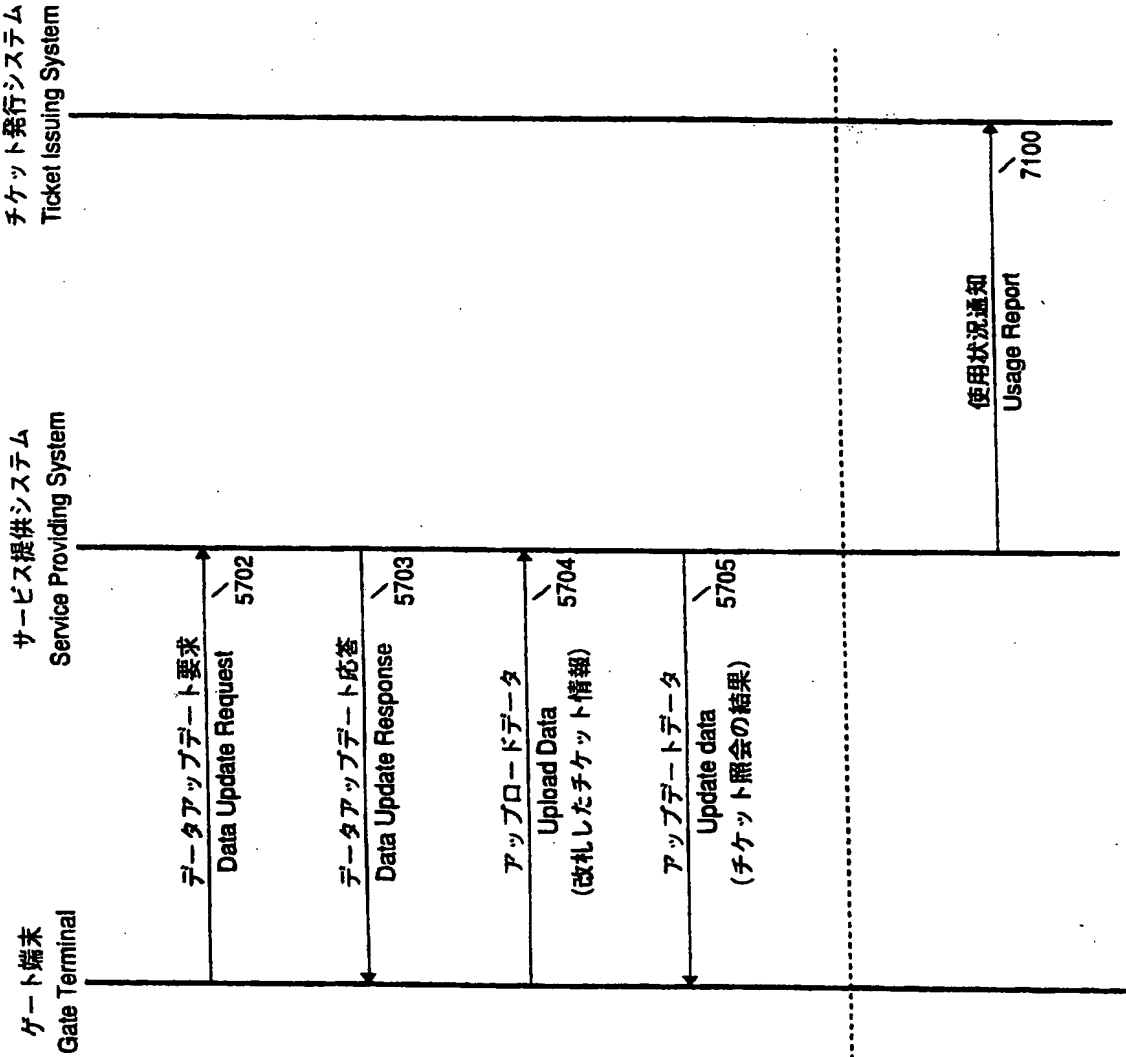 ゲート端末
Gate Terminal
サービス提供システム
Service Providing System
チケット発行システム
Ticket Issuing System
データアップデート要求
Data Update Request
5702
データアップデート応答
Data Update Response
5703
アップロードデータ
Upload Data
(改札したチケット情報)
5704
アップデートデータ
Update data
(チケット照会の結果)
5705
使用状況通知
Usage Report
7100